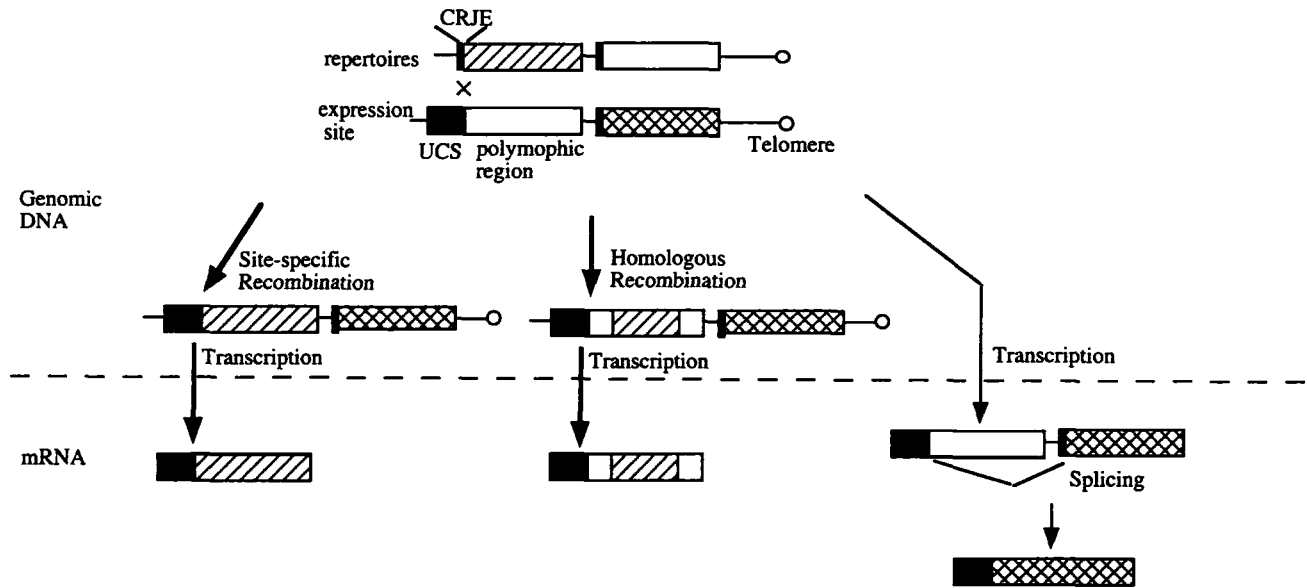 CRJE
repertoires
expression
site
UCS
polymophic
region
Telomere
Genomic
DNA
Site-specific
Recombination
Homologous
Recombination
Transcription
Transcription
Transcription
mRNA
Splicing